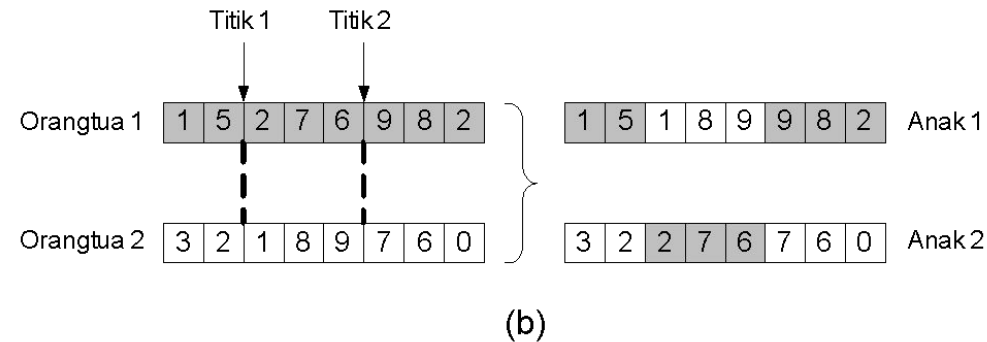 Titik 1 Titik 2
Orangtua 1 1 5 2 7 6 9 8 2 1 5 1 8 9 9 8 2 Anak 1
Orangtua 2 3 2 1 8 9 7 6 0 3 2 2 7 6 7 6 0 Anak 2
(b)